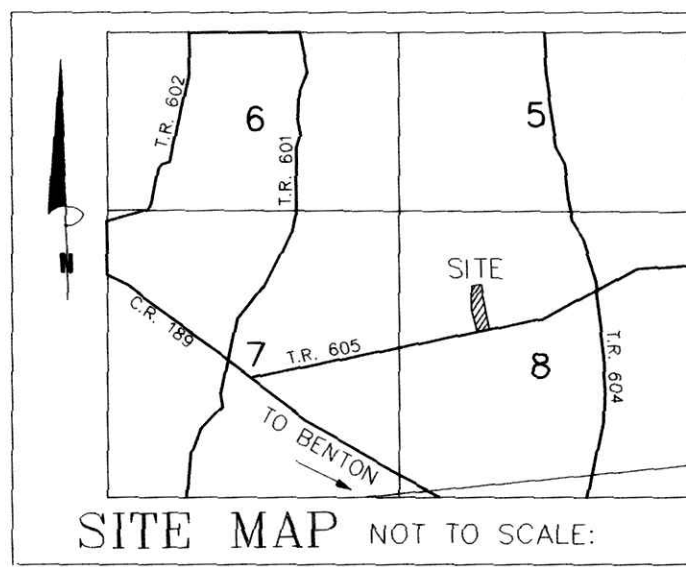 T.R. 602
6
T.R. 601
5
N
SITE
C.R. 189
7
T.R. 605
8
T.R. 604
TO BENTON
SITE MAP NOT TO SCALE: